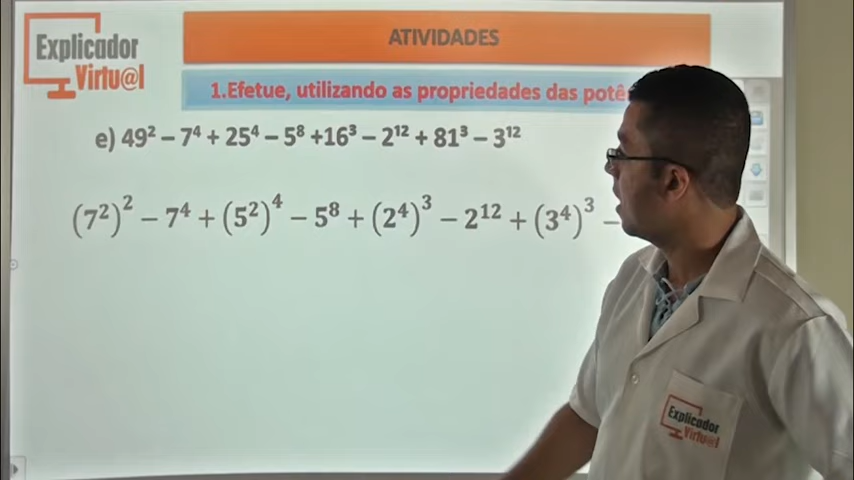 Explicador
Virtu@l
ATIVIDADES
1.Efetue, utilizando as propriedades das
e) 49² – 7⁴ + 25⁴ – 5⁸ +16³ – 2¹² + 81³ – 3¹²
(7²)² – 7⁴ + (5²)⁴ – 5⁸ + (2⁴)³ – 2¹² + (3⁴)³ –
Explicador
Virtu@l